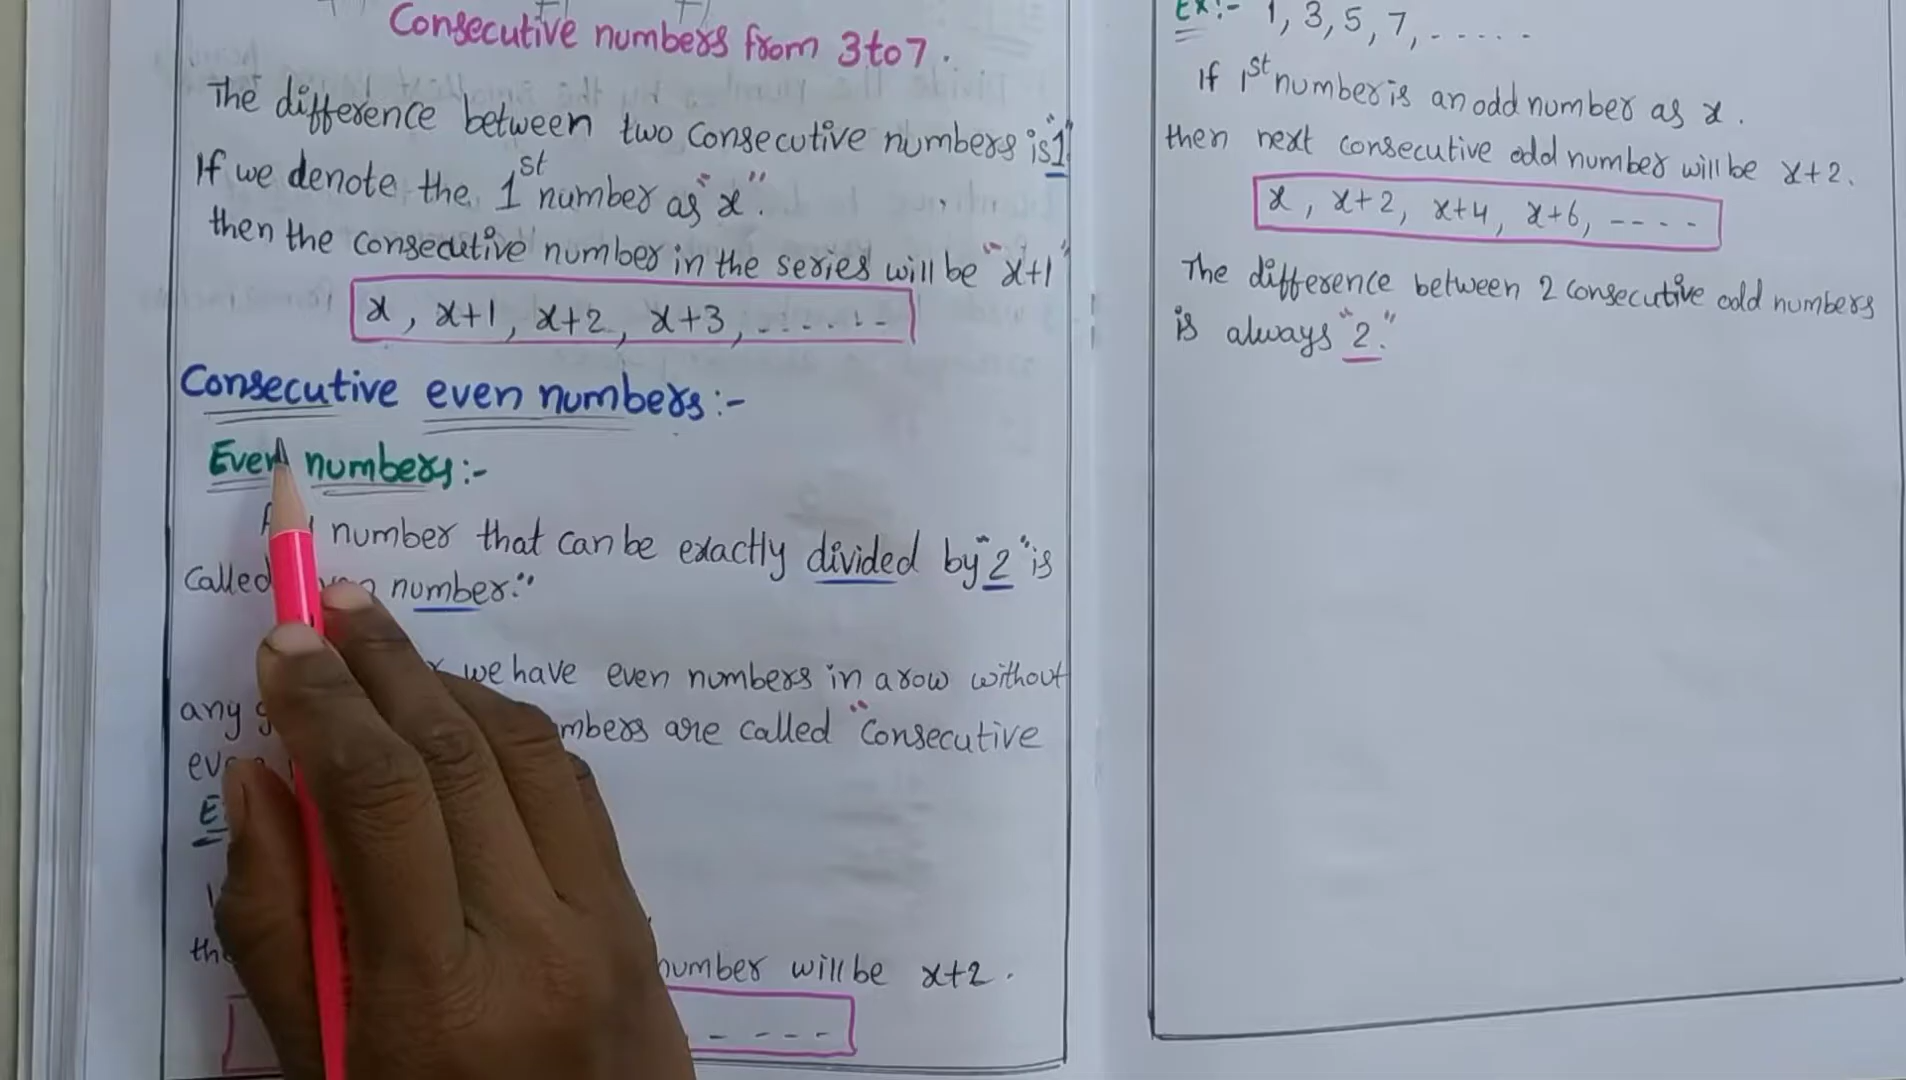 Consecutive numbers from 3 to 7.
The difference between two consecutive numbers is "1"
If we denote the 1st number as "x".
then the consecutive number in the series will be "x+1"
x, x+1, x+2, x+3, ......
Consecutive even numbers:-
Even numbers:-
number that can be exactly divided by "2" is
called number."
we have even numbers in a row without
any are called "Consecutive
number will be x+2.
- ---
Ex:- 1, 3, 5, 7, .....
If 1st number is an odd number as x.
then next consecutive odd number will be x+2.
x, x+2, x+4, x+6, ----
The difference between 2 consecutive odd numbers
is always "2."